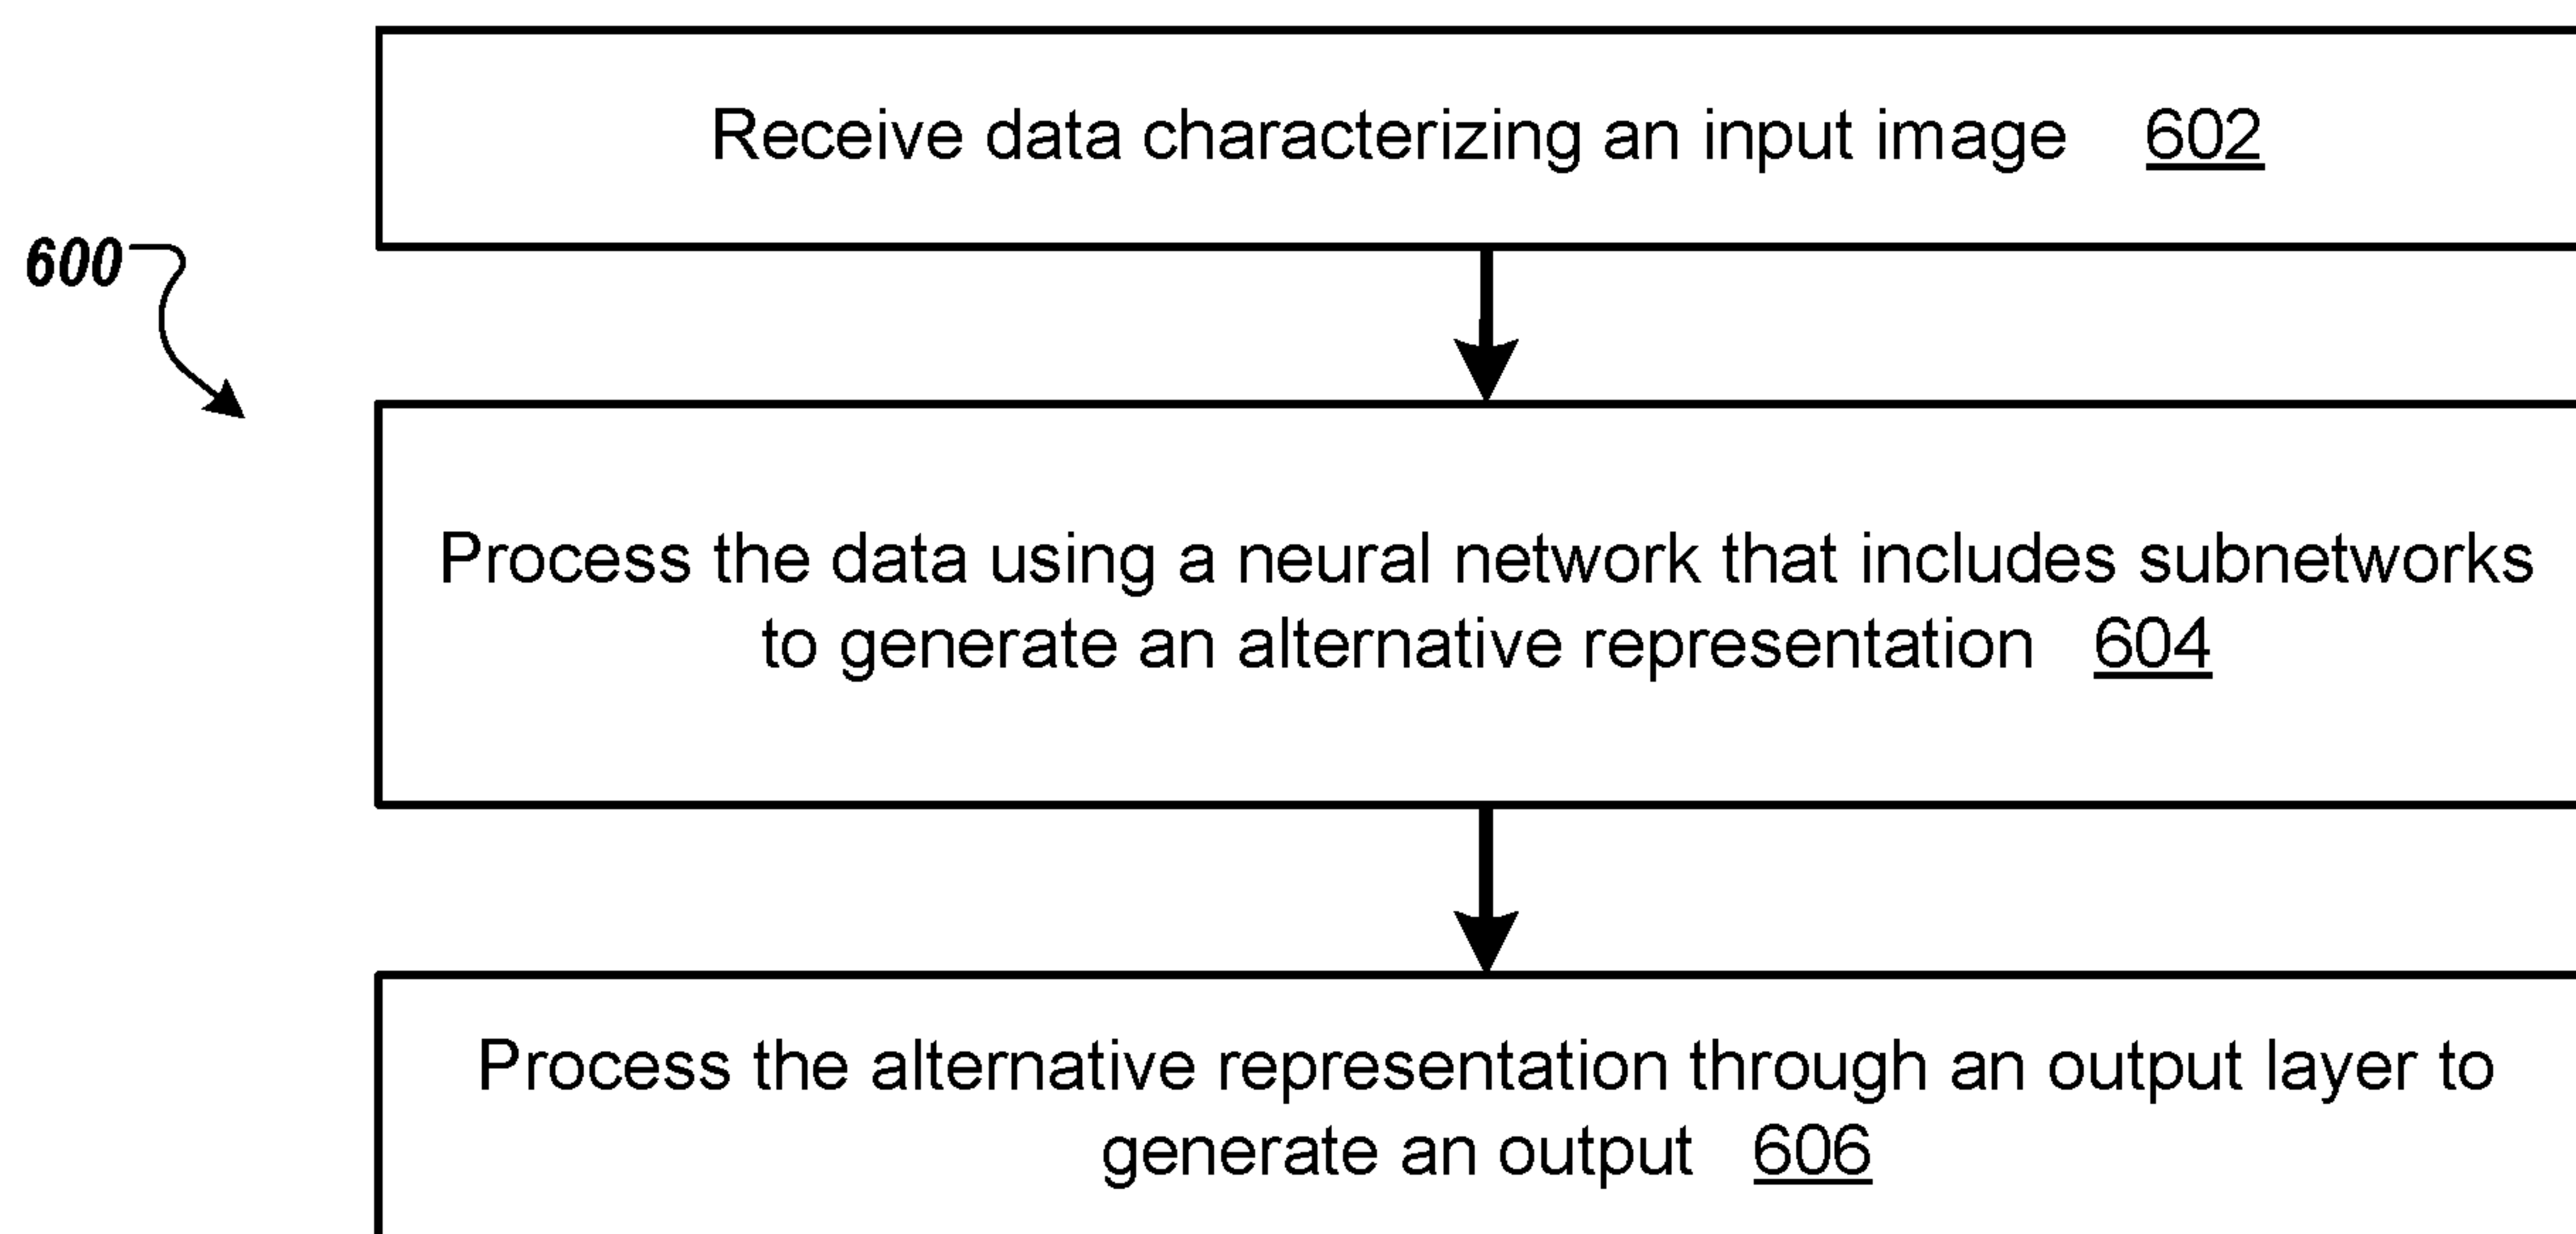 Receive data characterizing an input image 602
600
Process the data using a neural network that includes subnetworks
to generate an alternative representation 604
Process the alternative representation through an output layer to
generate an output 606